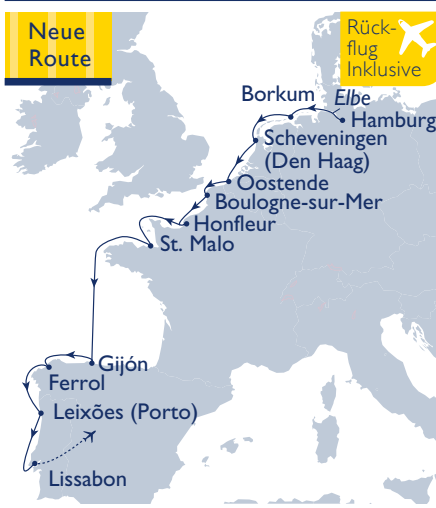 Neue
Route
Rück-
flug
Inklusive
Elbe
Borkum
Hamburg
Scheveningen
(Den Haag)
Oostende
Boulogne-sur-Mer
Honfleur
St. Malo
Gijón
Ferrol
Leixões (Porto)
Lissabon